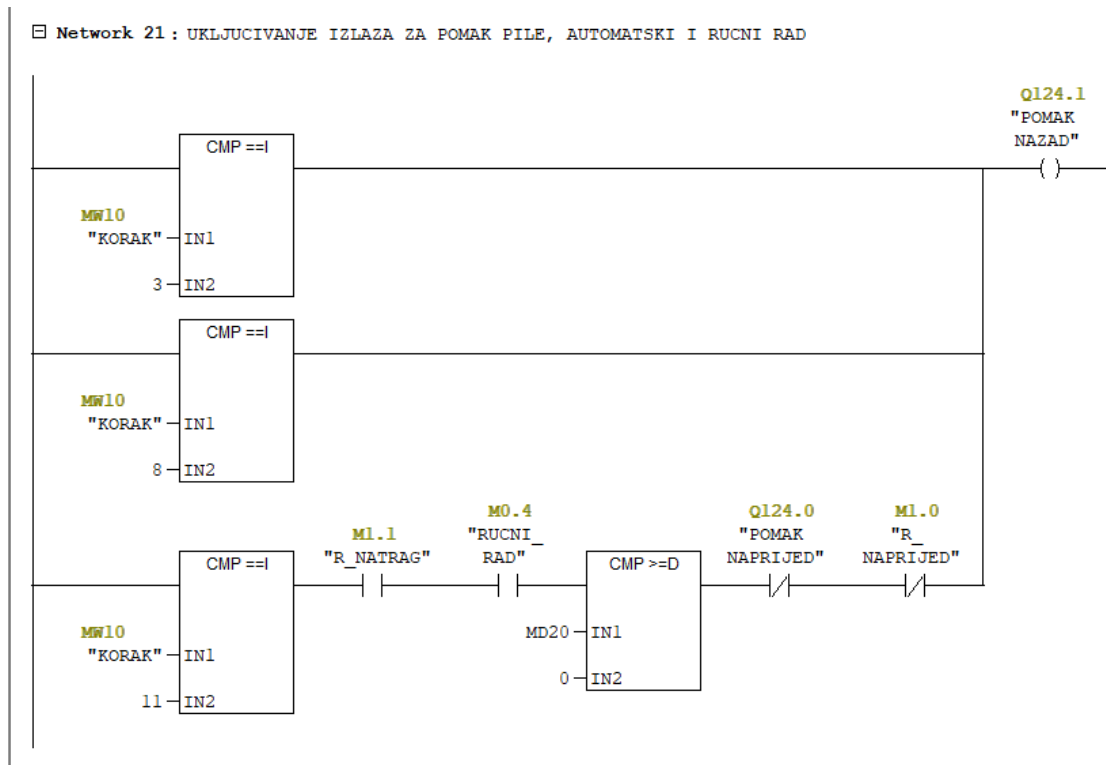 Network 21 : UKLJUCIVANJE IZLAZA ZA POMAK PILE, AUTOMATSKI I RUCNI RAD
Q124.1
"POMAK
NAZAD"
CMP ==I
MW10
"KORAK"
IN1
3
IN2
CMP ==I
MW10
"KORAK"
IN1
8
IN2
CMP ==I
MW10
"KORAK"
IN1
11
IN2
M1.1
"R_NATRAG"
M0.4
"RUCNI_
RAD"
CMP >=D
MD20
IN1
0
IN2
Q124.0
"POMAK
NAPRIJED"
M1.0
"R_
NAPRIJED"